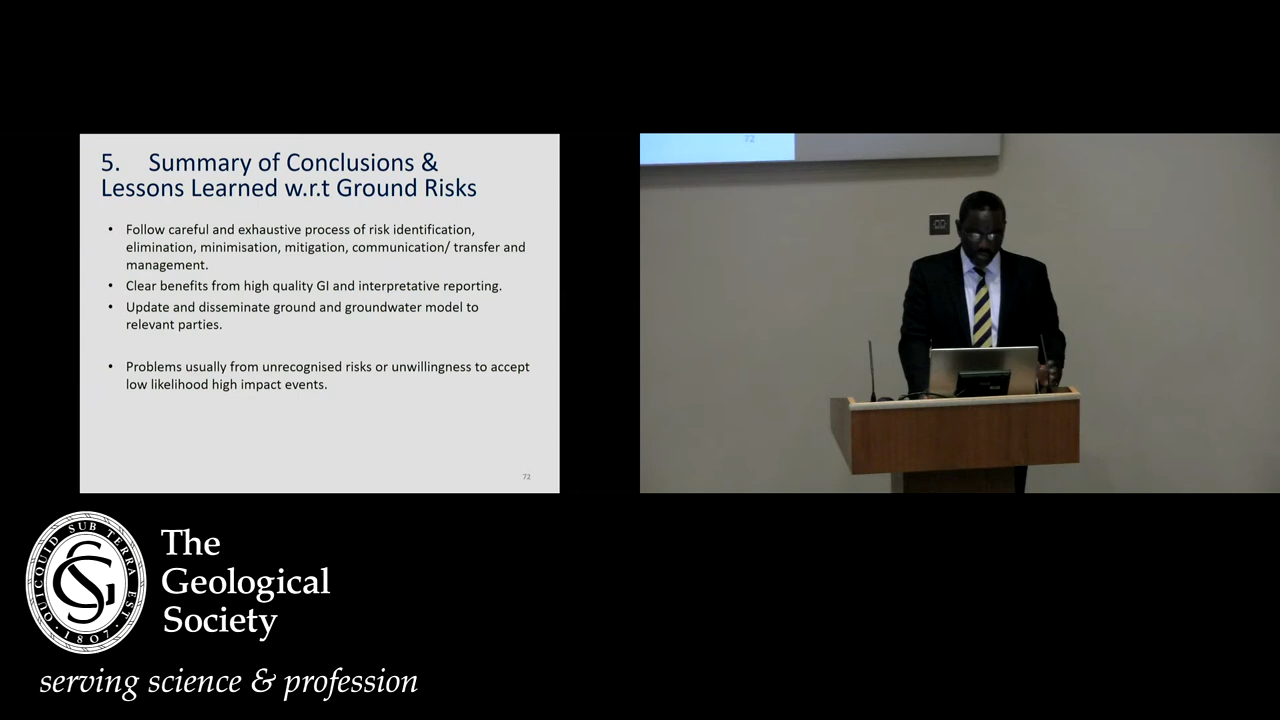 5. Summary of Conclusions &
Lessons Learned w.r.t Ground Risks
• Follow careful and exhaustive process of risk identification,
elimination, minimisation, mitigation, communication/ transfer and
management.
• Clear benefits from high quality GI and interpretative reporting.
• Update and disseminate ground and groundwater model to
relevant parties.
• Problems usually from unrecognised risks or unwillingness to accept
low likelihood high impact events.
72
72
QUICQUID SUB TERRA EST
· 1807 ·
GS
The
Geological
Society
serving science & profession